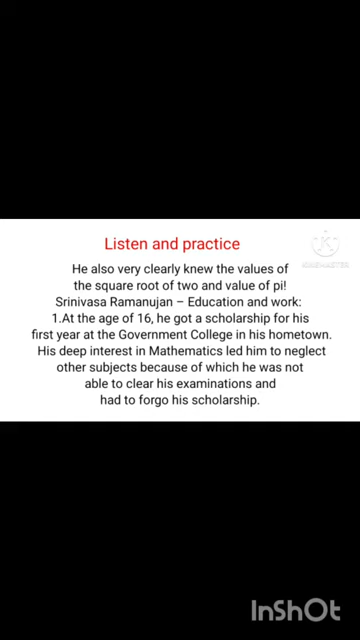 Listen and practice
K
KINEMASTER
He also very clearly knew the values of
the square root of two and value of pi!
Srinivasa Ramanujan – Education and work:
1.At the age of 16, he got a scholarship for his
first year at the Government College in his hometown.
His deep interest in Mathematics led him to neglect
other subjects because of which he was not
able to clear his examinations and
had to forgo his scholarship.
InShOt